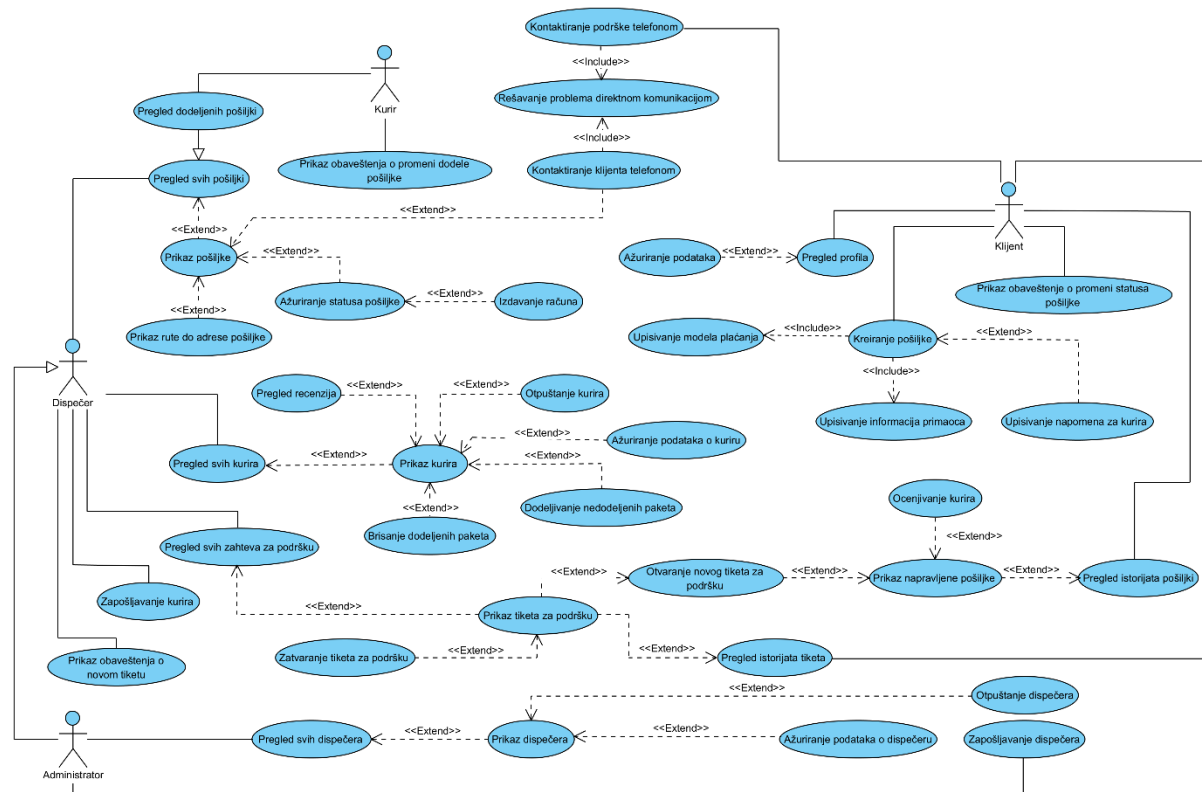 Kontaktiranje podrške telefonom
<<Include>>
Kurir
Rešavanje problema direktnom komunikacijom
Pregled dodeljenih pošiljki
<<Include>>
Prikaz obaveštenja o promeni dodele
pošiljke
Kontaktiranje klijenta telefonom
Pregled svih pošiljki
<<Extend>>
<<Extend>>
Prikaz pošiljke
<<Extend>>
Klijent
Ažuriranje podataka
<<Extend>>
Pregled profila
Prikaz obaveštenje o promeni statusa
pošiljke
Ažuriranje statusa pošiljke
<<Extend>>
Izdavanje računa
<<Extend>>
Prikaz rute do adrese pošiljke
Upisivanje modela plaćanja
<<Include>>
Kreiranje pošiljke
<<Extend>>
<<Include>>
Dispečer
Pregled recenzija
<<Extend>>
<<Extend>>
Otpuštanje kurira
Upisivanje informacija primaoca
Upisivanje napomena za kurira
<<Extend>>
Ažuriranje podataka o kuriru
Pregled svih kurira
<<Extend>>
Prikaz kurira
<<Extend>>
<<Extend>>
Dodeljivanje nedodeljenih paketa
Brisanje dodeljenih paketa
Ocenjivanje kurira
<<Extend>>
Pregled svih zahteva za podršku
Otvaranje novog tiketa za
podršku
<<Extend>>
<<Extend>>
Prikaz napravljene pošiljke
<<Extend>>
Pregled istorijata pošiljki
Zapošljavanje kurira
<<Extend>>
Prikaz tiketa za podršku
Prikaz obaveštenja o
novom tiketu
Zatvaranje tiketa za podršku
<<Extend>>
<<Extend>>
Pregled istorijata tiketa
<<Extend>>
Otpuštanje dispečera
Administrator
Pregled svih dispečera
<<Extend>>
Prikaz dispečera
<<Extend>>
Ažuriranje podataka o dispečeru
Zapošljavanje dispečera